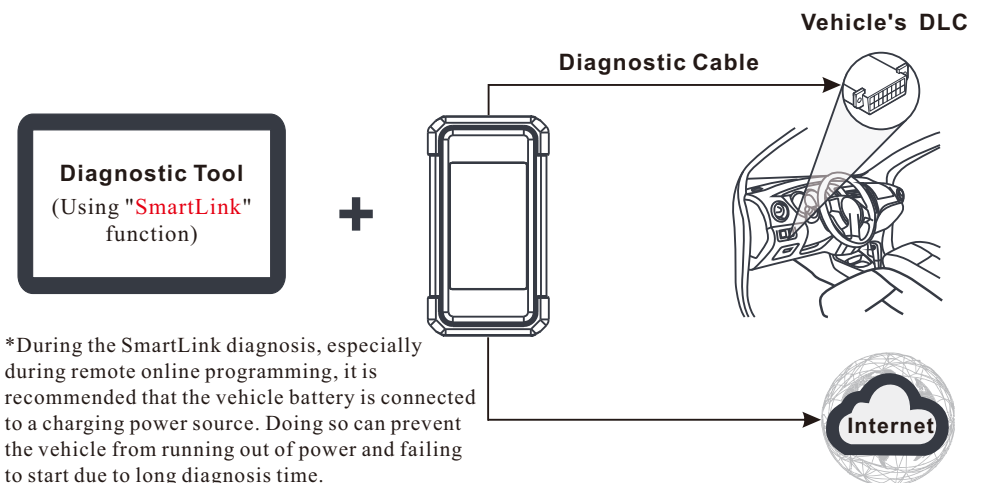 Vehicle's DLC
Diagnostic Cable
Diagnostic Tool
(Using "SmartLink"
function)
+
*During the SmartLink diagnosis, especially
during remote online programming, it is
recommended that the vehicle battery is connected
to a charging power source. Doing so can prevent
the vehicle from running out of power and failing
to start due to long diagnosis time.
Internet